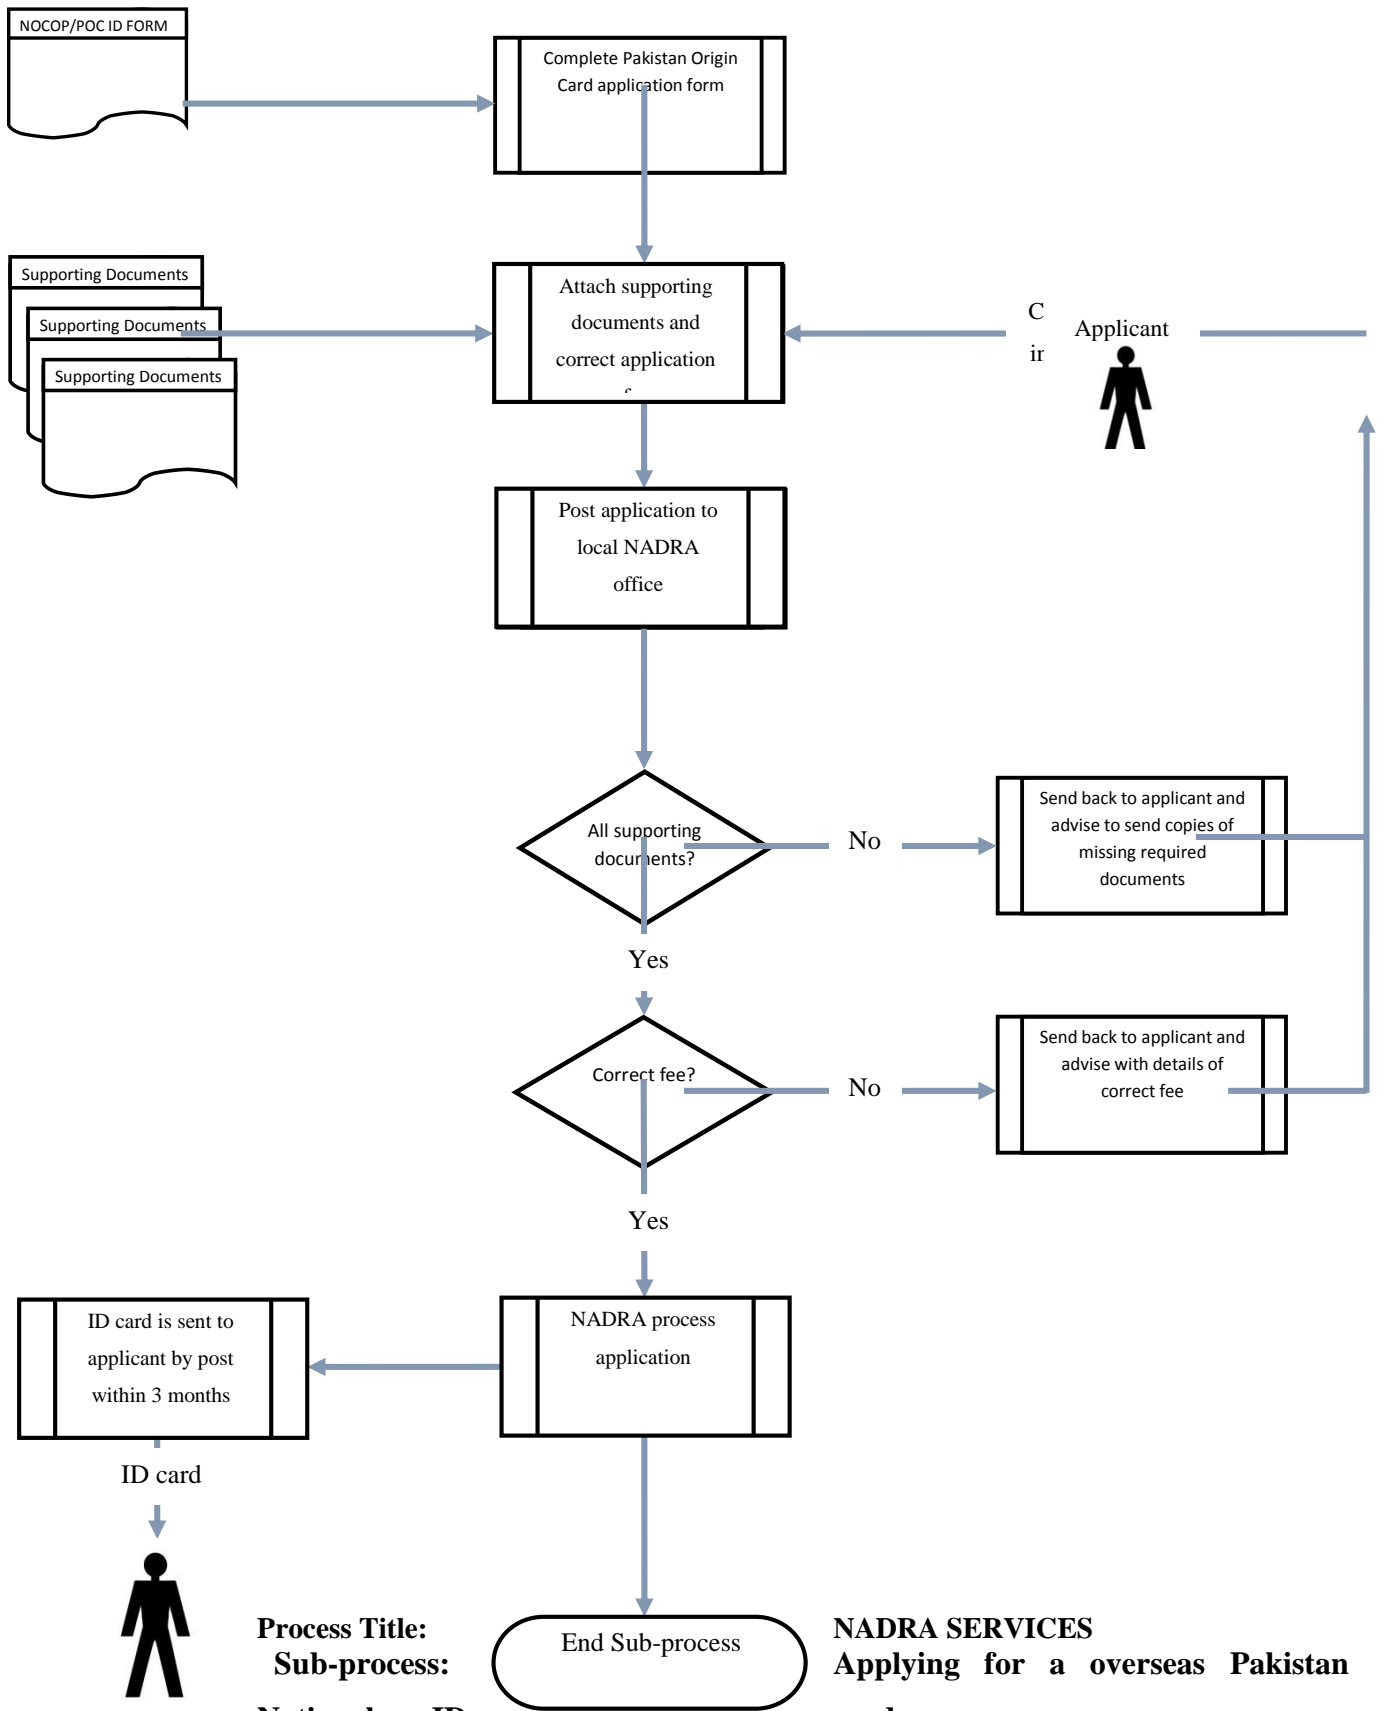 NOCOP/POC ID FORM
Complete Pakistan Origin
Card application form
Supporting Documents
Supporting Documents
Supporting Documents
Attach supporting
documents and
correct application
C
in
Applicant
Post application to
local NADRA
office
All supporting
documents?
No
Send back to applicant and
advise to send copies of
missing required
documents
Yes
Correct fee?
No
Send back to applicant and
advise with details of
correct fee
Yes
ID card is sent to
applicant by post
within 3 months
NADRA process
application
ID card
Process Title:
NADRA SERVICES
End Sub-process
Sub-process:
Applying for a overseas Pakistan